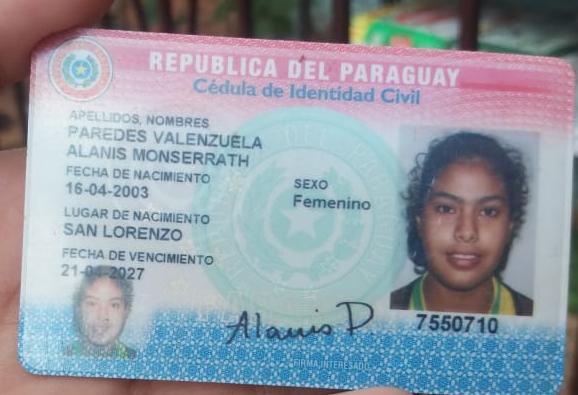 REPUBLICA DEL PARAGUAY
Cédula de Identidad Civil
APELLIDOS, NOMBRES
PAREDES VALENZUELA
ALANIS MONSERRATH
FECHA DE NACIMIENTO
16-04-2003
SEXO
Femenino
LUGAR DE NACIMIENTO
SAN LORENZO
FECHA DE VENCIMIENTO
21-04-2027
Alanis P
7550710
FIRMA INTERESADO